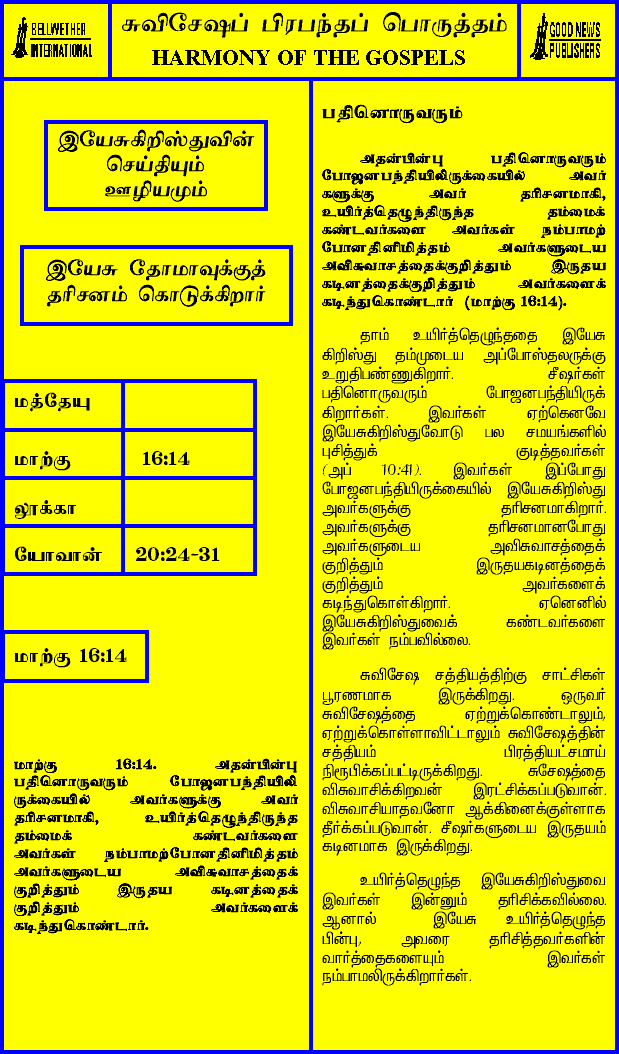 BELLWETHER
INTERNATIONAL
சுவிசேஷப் பிரபந்தப் பொருத்தம்
HARMONY OF THE GOSPELS
GOOD NEWS
PUBLISHERS
இயேசுகிறிஸ்துவின்
செய்தியும்
ஊழியமும்
இயேசு தோமாவுக்குத்
தரிசனம் கொடுக்கிறார்
மத்தேயு
மாற்கு 16:14
லூக்கா
யோவான் 20:24-31
மாற்கு 16:14
மாற்கு 16:14. அதன்பின்பு
பதினொருவரும் போஜனபந்தியிலி
ருக்கையில் அவர்களுக்கு அவர்
தரிசனமாகி, உயிர்த்தெழுந்திருந்த
தம்மைக் கண்டவர்களை
அவர்கள் நம்பாமற்போனதினிமித்தம்
அவர்களுடைய அவிசுவாசத்தைக்
குறித்தும் இருதய கடினத்தைக்
குறித்தும் அவர்களைக்
கடிந்துகொண்டார்.
பதினொருவரும்
அதன்பின்பு பதினொருவரும்
போஜனபந்தியிலிருக்கையில் அவர்
களுக்கு அவர் தரிசனமாகி,
உயிர்த்தெழுந்திருந்த தம்மைக்
கண்டவர்களை அவர்கள் நம்பாமற்
போனதினிமித்தம் அவர்களுடைய
அவிசுவாசத்தைக்குறித்தும் இருதய
கடினத்தைக்குறித்தும் அவர்களைக்
கடிந்துகொண்டார் (மாற்கு 16:14).
தாம் உயிர்த்தெழுந்ததை இயேசு
கிறிஸ்து தம்முடைய அப்போஸ்தலருக்கு
உறுதிபண்ணுகிறார். சீஷர்கள்
பதினொருவரும் போஜனபந்தியிருக்
கிறார்கள். இவர்கள் ஏற்கெனவே
இயேசுகிறிஸ்துவோடு பல சமயங்களில்
புசித்துக் குடித்தவர்கள்
(அப் 10:41). இவர்கள் இப்போது
போஜனபந்தியிருக்கையில் இயேசுகிறிஸ்து
அவர்களுக்கு தரிசனமாகிறார்.
அவர்களுக்கு தரிசனமானபோது
அவர்களுடைய அவிசுவாசத்தைக்
குறித்தும் இருதயகடினத்தைக்
குறித்தும் அவர்களைக்
கடிந்துகொள்கிறார். ஏனெனில்
இயேசுகிறிஸ்துவைக் கண்டவர்களை
இவர்கள் நம்பவில்லை.
சுவிசேஷ சத்தியத்திற்கு சாட்சிகள்
பூரணமாக இருக்கிறது. ஒருவர்
சுவிசேஷத்தை ஏற்றுக்கொண்டாலும்,
ஏற்றுக்கொள்ளாவிட்டாலும் சுவிசேஷத்தின்
சத்தியம் பிரத்தியட்சமாய்
நிரூபிக்கப்பட்டிருக்கிறது. சுசேஷத்தை
விசுவாசிக்கிறவன் இரட்சிக்கப்படுவான்.
விசுவாசியாதவனோ ஆக்கினைக்குள்ளாக
தீர்க்கப்படுவான். சீஷர்களுடைய இருதயம்
கடினமாக இருக்கிறது.
உயிர்த்தெழுந்த இயேசுகிறிஸ்துவை
இவர்கள் இன்னும் தரிசிக்கவில்லை.
ஆனால் இயேசு உயிர்த்தெழுந்த
பின்பு, அவரை தரிசித்தவர்களின்
வார்த்தைகளையும் இவர்கள்
நம்பாமலிருக்கிறார்கள்.